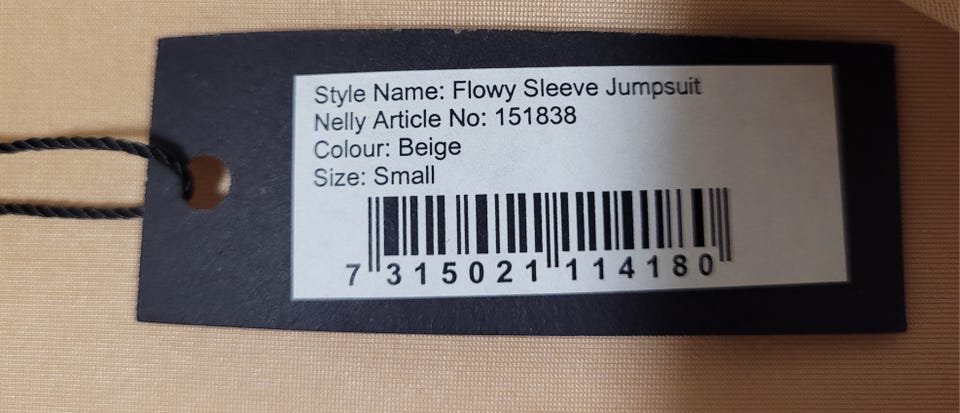 Style Name: Flowy Sleeve Jumpsuit
Nelly Article No: 151838
Colour: Beige
Size: Small
7 315021 114180